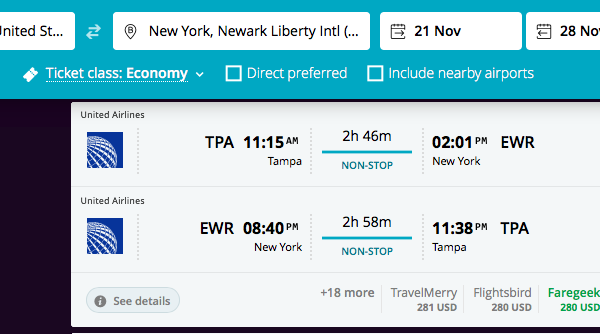 United St...
B
New York, Newark Liberty Intl (...
21 Nov
28 Nov
Ticket class: Economy
Direct preferred
Include nearby airports
United Airlines
TPA 11:15 AM
Tampa
2h 46m
NON-STOP
02:01 PM EWR
New York
United Airlines
EWR 08:40 PM
New York
2h 58m
NON-STOP
11:38 PM TPA
Tampa
i See details
+18 more
TravelMerry
281 USD
Flightsbird
280 USD
Faregeek
280 USD